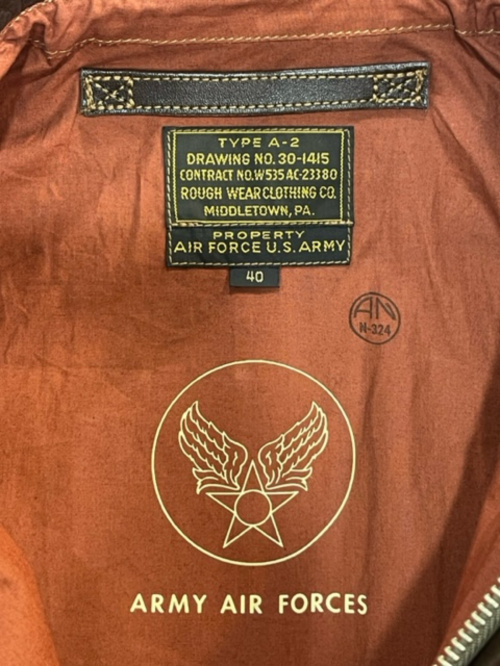 TYPE A-2
DRAWING NO. 30-1415
CONTRACT NO.W535 AC-23380
ROUGH WEAR CLOTHING CO.
MIDDLETOWN, PA.
PROPERTY
AIR FORCE U.S. ARMY
40
AN
N-324
ARMY AIR FORCES